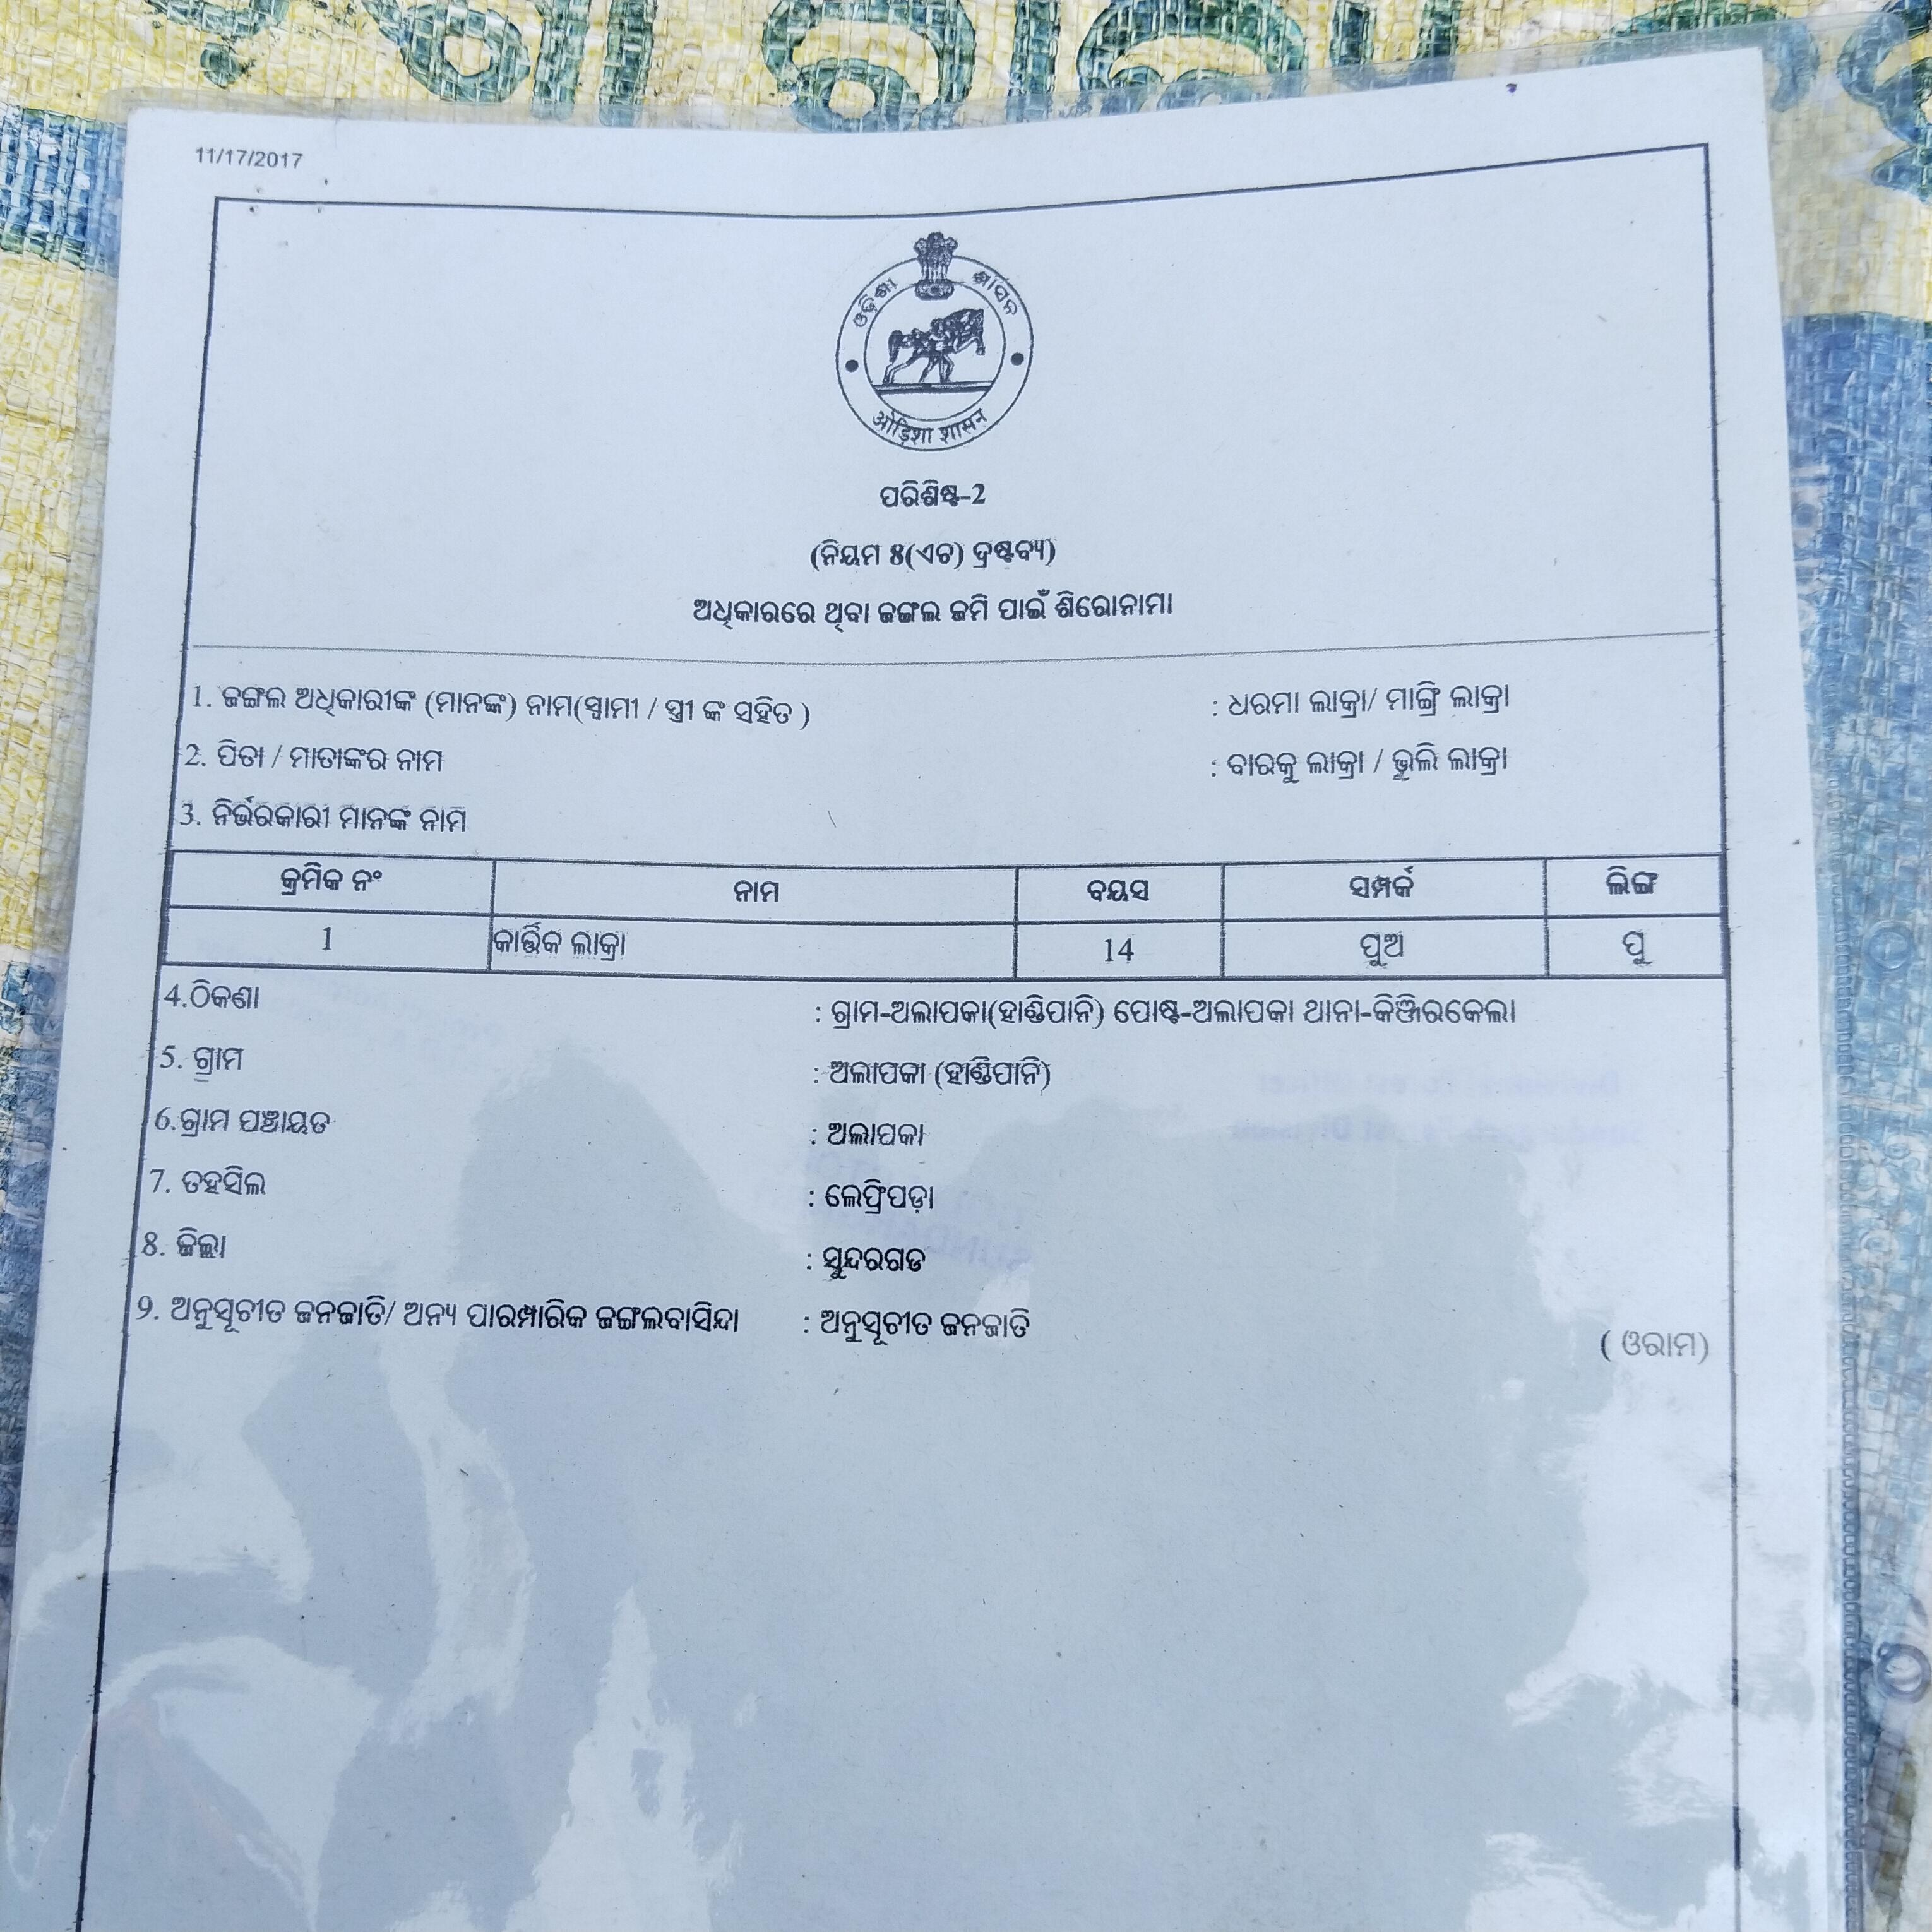 11/17/2017
ଓଡ଼ିଶା ଶାସନ
ओड़िशा शासन
ପରିଶିଷ୍ଟ-2
(ନିୟମ 8(ଏଚ) ଦ୍ରଷ୍ଟବ୍ୟ)
ଅଧିକାରରେ ଥିବା ଜଙ୍ଗଲ ଜମି ପାଇଁ ଶିରୋନାମା
1. ଜଙ୍ଗଲ ଅଧିକାରୀଙ୍କ (ମାନଙ୍କ) ନାମ(ସ୍ବାମୀ / ସ୍ତ୍ରୀ ଙ୍କ ସହିତ ) : ଧରମା ଲାକ୍ରା/ ମାଙ୍ଗ୍ରି ଲାକ୍ରା
2. ପିତା / ମାତାଙ୍କର ନାମ : ବାରକୁ ଲାକ୍ରା / ଭୁଲି ଲାକ୍ରା
3. ନିର୍ଭରକାରୀ ମାନଙ୍କ ନାମ
କ୍ରମିକ ନଂ ନାମ ବୟସ ସମ୍ପର୍କ ଲିଙ୍ଗ
1 କାର୍ତ୍ତିକ ଲାକ୍ରା 14 ପୁଅ ପୁ
4.ଠିକଣା : ଗ୍ରାମ-ଅଲାପକା(ହାଣ୍ଡିପାନି) ପୋଷ୍ଟ-ଅଲାପକା ଥାନା-କିଞ୍ଜିରକେଲା
5. ଗ୍ରାମ : ଅଲାପକା (ହାଣ୍ଡିପାନି)
6.ଗ୍ରାମ ପଞ୍ଚାୟତ : ଅଲାପକା
7. ତହସିଲ : ଲେଫ୍ରିପଡ଼ା
8. ଜିଲ୍ଲା : ସୁନ୍ଦରଗଡ
9. ଅନୁସୂଚୀତ ଜନଜାତି/ ଅନ୍ୟ ପାରମ୍ପାରିକ ଜଙ୍ଗଲବାସିନ୍ଦା : ଅନୁସୂଚୀତ ଜନଜାତି
( ଓରାମ)